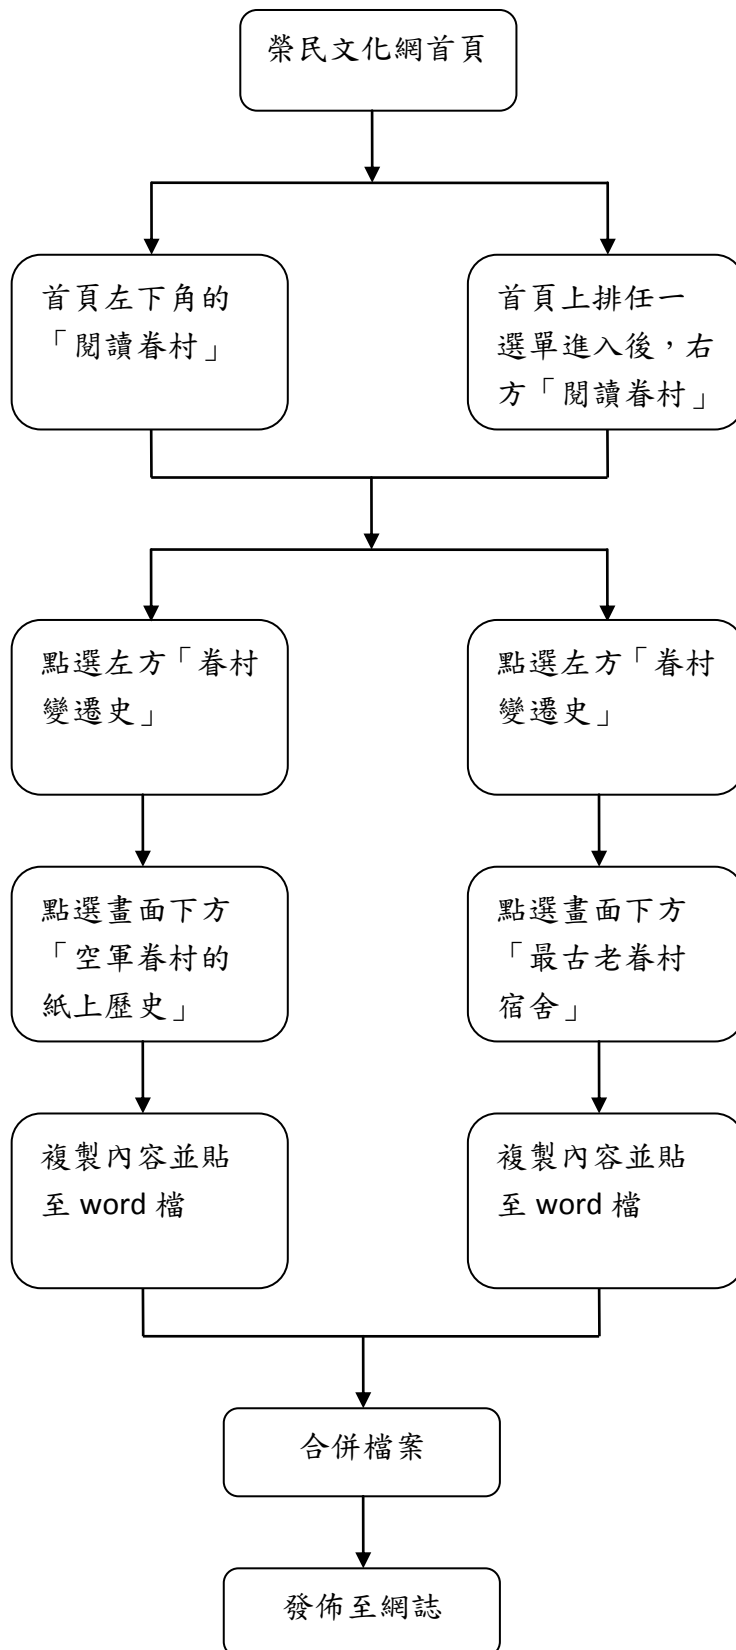 榮民文化網首頁
首頁左下角的
「閱讀眷村」
首頁上排任一
選單進入後，右
方「閱讀眷村」
點選左方「眷村
變遷史」
點選左方「眷村
變遷史」
點選畫面下方
「空軍眷村的
紙上歷史」
點選畫面下方
「最古老眷村
宿舍」
複製內容並貼
至 word 檔
複製內容並貼
至 word 檔
合併檔案
發佈至網誌